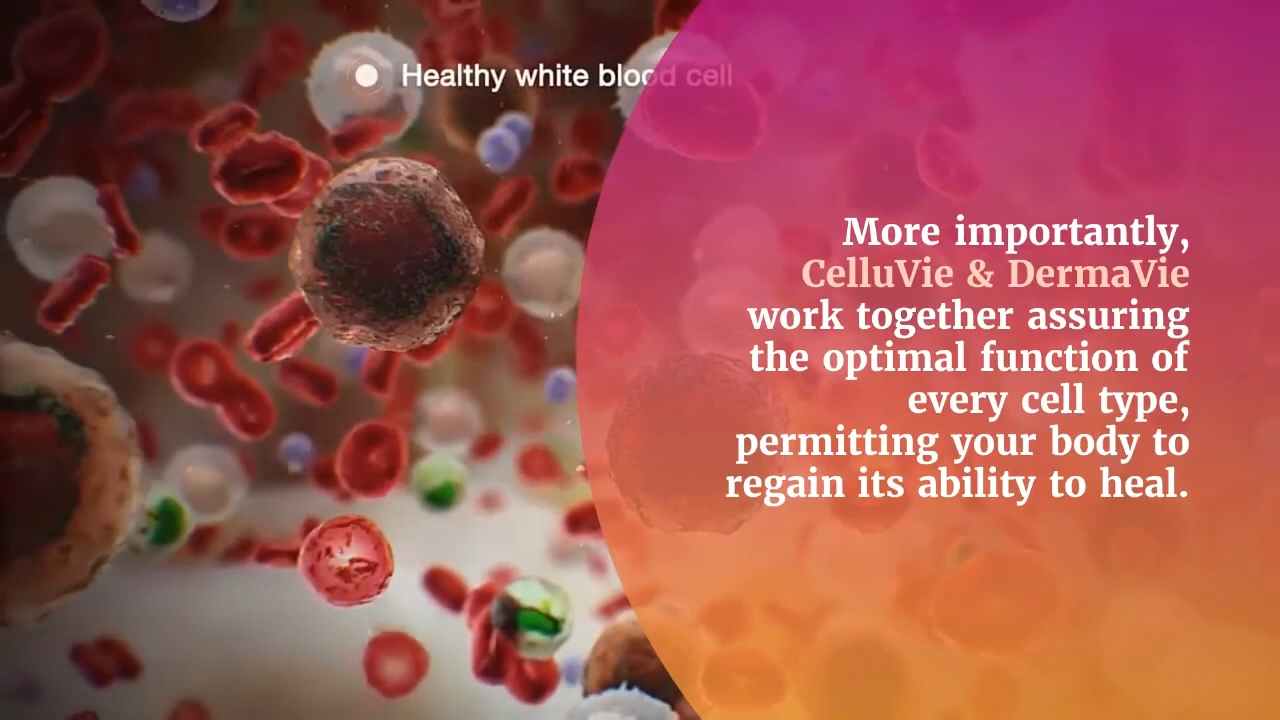 Healthy white blood cell
More importantly,
CelluVie & DermaVie
work together assuring
the optimal function of
every cell type,
permitting your body to
regain its ability to heal.